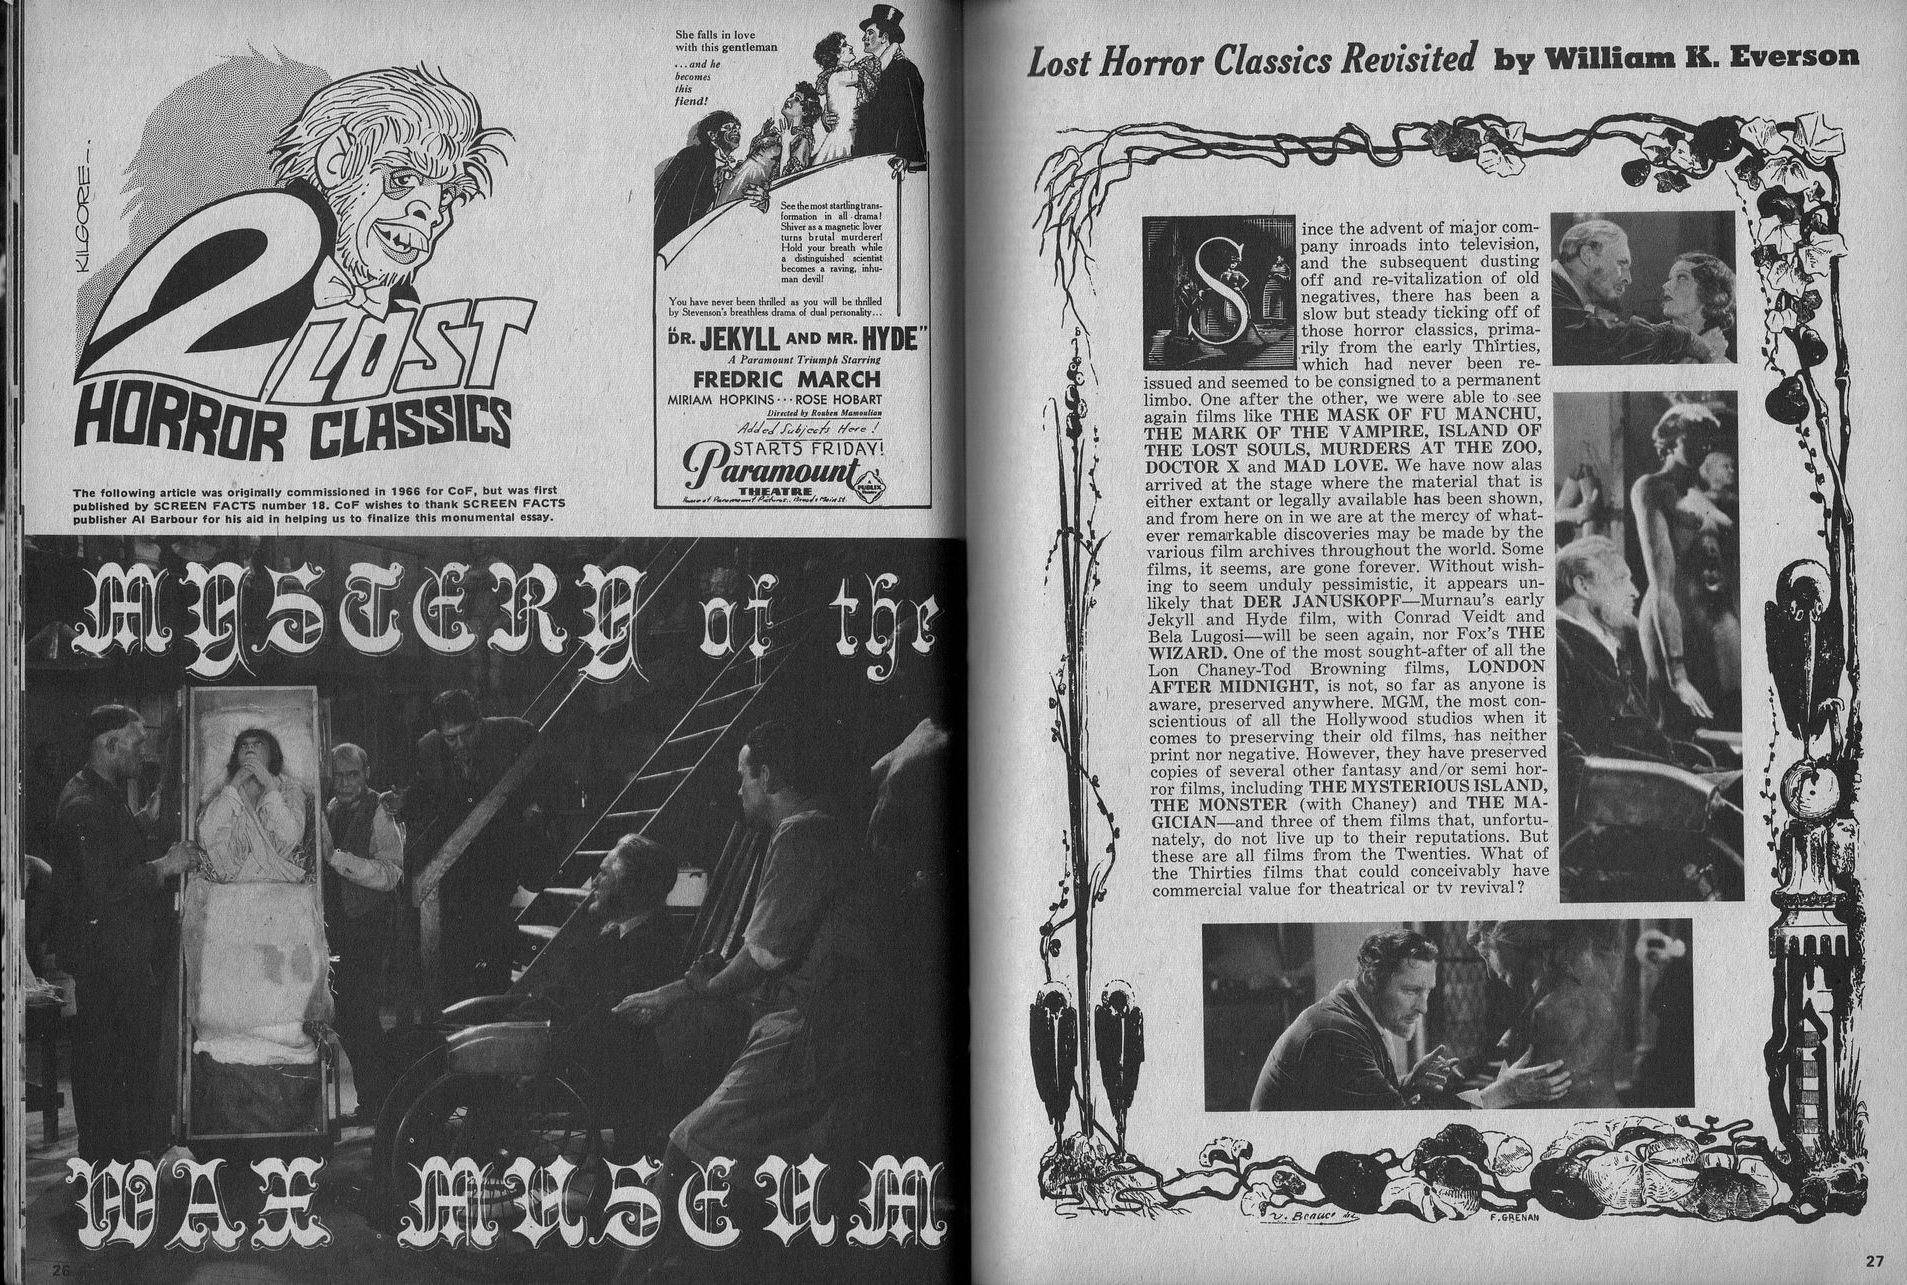 KILGORE
2 LOST
HORROR CLASSICS
The following article was originally commissioned in 1966 for CoF, but was first
published by SCREEN FACTS number 18. CoF wishes to thank SCREEN FACTS
publisher Al Barbour for his aid in helping us to finalize this monumental essay.
She falls in love
with this gentleman
...and he
becomes
this
fiend!
See the most startling trans-
formation in all drama!
Shiver as a magnetic lover
turns brutal murderer!
Hold your breath while
a distinguished scientist
becomes a raving, inhu-
man devil!
You have never been thrilled as you will be thrilled
by Stevenson's breathless drama of dual personality...
"DR. JEKYLL AND MR. HYDE"
A Paramount Triumph Starring
FREDRIC MARCH
MIRIAM HOPKINS···ROSE HOBART
Directed by Rouben Mamoulian
Added Subjects Here!
STARTS FRIDAY!
Paramount
THEATRE
PUBLIX
Home of Paramount Pictures
MYSTERY of the
WAX MUSEUM
26
Lost Horror Classics Revisited by William K. Everson
Since the advent of major com-
pany inroads into television,
and the subsequent dusting
off and re-vitalization of old
negatives, there has been a
slow but steady ticking off of
those horror classics, prima-
rily from the early Thirties,
which had never been re-
issued and seemed to be consigned to a permanent
limbo. One after the other, we were able to see
again films like THE MASK OF FU MANCHU,
THE MARK OF THE VAMPIRE, ISLAND OF
THE LOST SOULS, MURDERS AT THE ZOO,
DOCTOR X and MAD LOVE. We have now alas
arrived at the stage where the material that is
either extant or legally available has been shown,
and from here on in we are at the mercy of what-
ever remarkable discoveries may be made by the
various film archives throughout the world. Some
films, it seems, are gone forever. Without wish-
ing to seem unduly pessimistic, it appears un-
likely that DER JANUSKOPF—Murnau's early
Jekyll and Hyde film, with Conrad Veidt and
Bela Lugosi—will be seen again, nor Fox's THE
WIZARD. One of the most sought-after of all the
Lon Chaney-Tod Browning films, LONDON
AFTER MIDNIGHT, is not, so far as anyone is
aware, preserved anywhere. MGM, the most con-
scientious of all the Hollywood studios when it
comes to preserving their old films, has neither
print nor negative. However, they have preserved
copies of several other fantasy and/or semi hor-
ror films, including THE MYSTERIOUS ISLAND,
THE MONSTER (with Chaney) and THE MA-
GICIAN—and three of them films that, unfortu-
nately, do not live up to their reputations. But
these are all films from the Twenties. What of
the Thirties films that could conceivably have
commercial value for theatrical or tv revival?
F. GRENAN
27